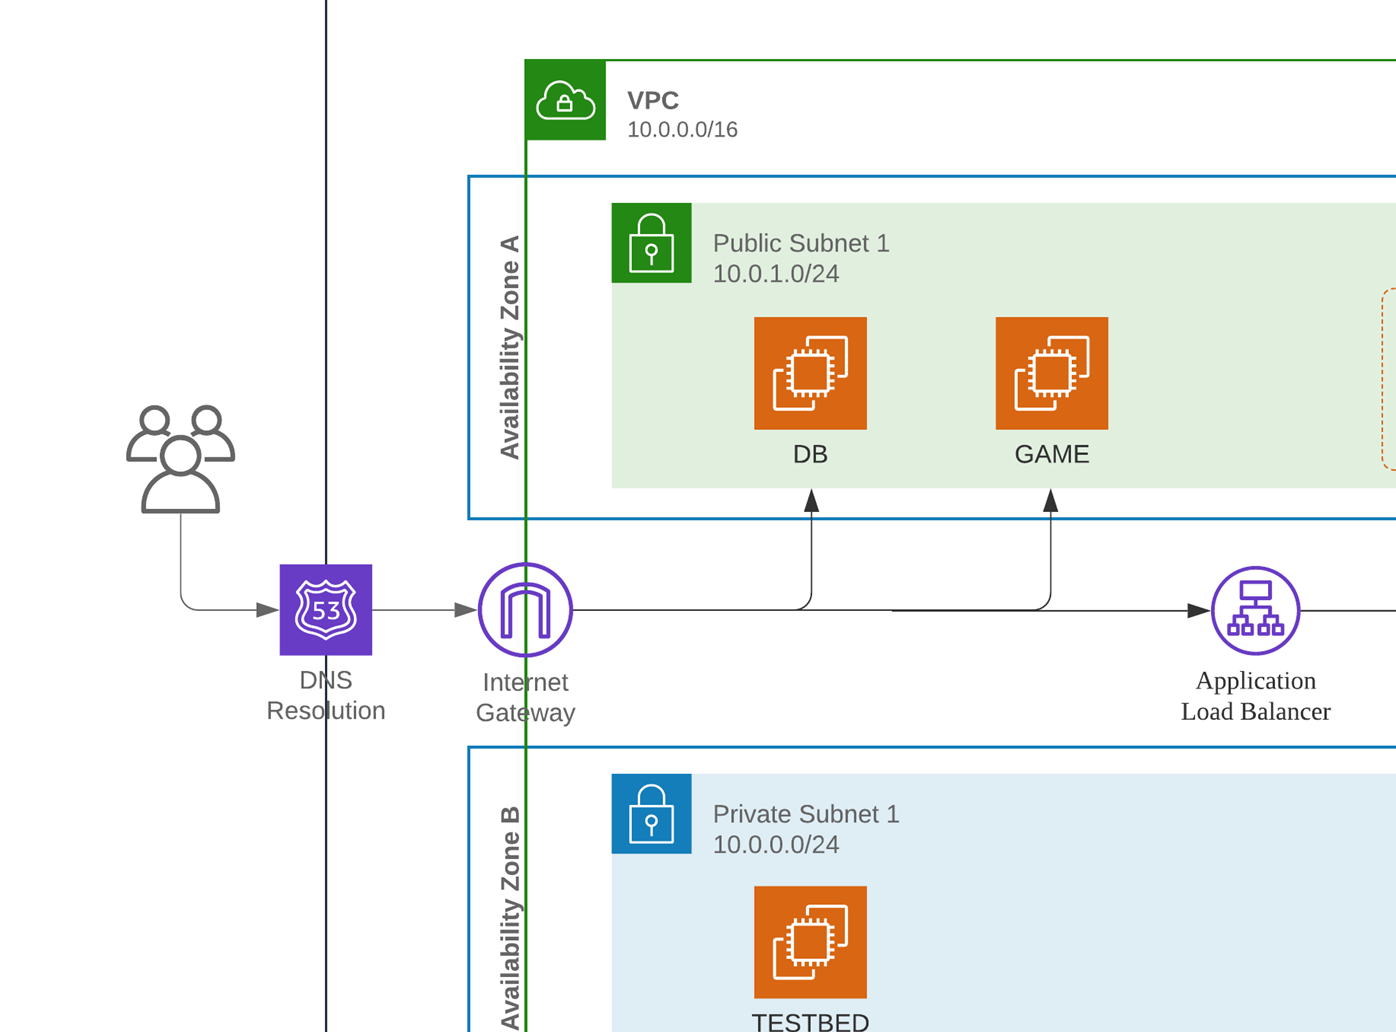 VPC
10.0.0.0/16
Availability Zone A
Public Subnet 1
10.0.1.0/24
DB
GAME
53
DNS
Resolution
Internet
Gateway
Application
Load Balancer
Availability Zone B
Private Subnet 1
10.0.0.0/24
TESTBED